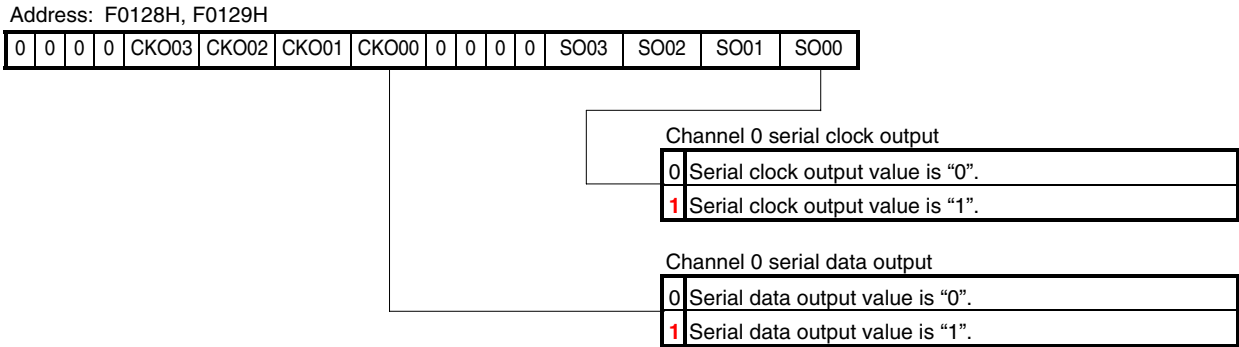 Address: F0128H, F0129H
0 0 0 0 CKO03 CKO02 CKO01 CKO00 0 0 0 0 SO03 SO02 SO01 SO00
Channel 0 serial clock output
0 Serial clock output value is “0”.
1 Serial clock output value is “1”.
Channel 0 serial data output
0 Serial data output value is “0”.
1 Serial data output value is “1”.